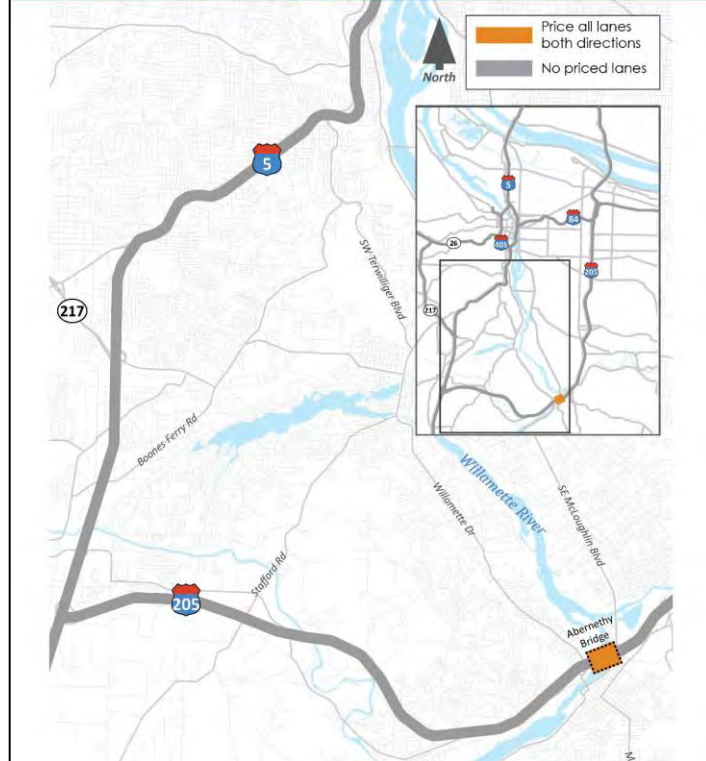 Price all lanes
both directions
North
No priced lanes
5
5
84
26
405
SW Terwilliger Blvd
205
217
217
Boones Ferry Rd
Willamette River
Willamette Dr
SE McLoughlin Blvd
Stafford Rd
205
Abernethy
Bridge
M